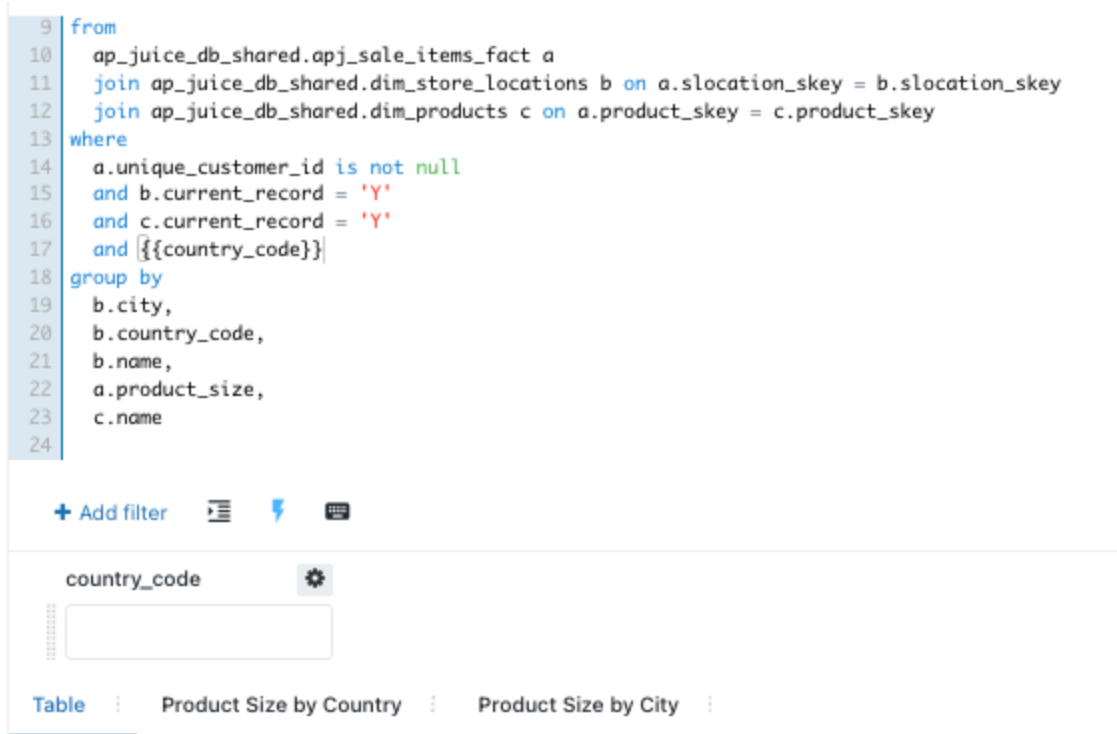 9 from
10 ap_juice_db_shared.apj_sale_items_fact a
11 join ap_juice_db_shared.dim_store_locations b on a.slocation_skey = b.slocation_skey
12 join ap_juice_db_shared.dim_products c on a.product_skey = c.product_skey
13 where
14 a.unique_customer_id is not null
15 and b.current_record = 'Y'
16 and c.current_record = 'Y'
17 and {{country_code}}
18 group by
19 b.city,
20 b.country_code,
21 b.name,
22 a.product_size,
23 c.name
24
+ Add filter
country_code
Table Product Size by Country Product Size by City